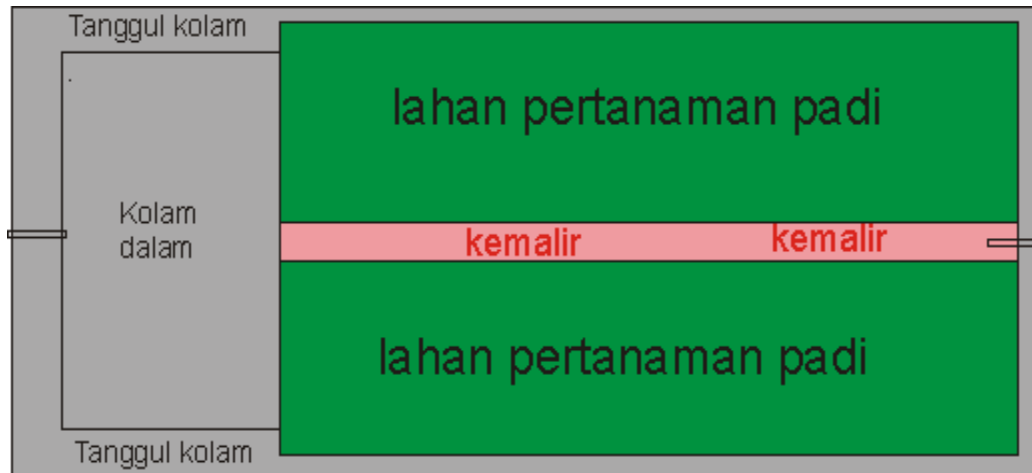 Tanggul kolam
lahan pertanaman padi
Kolam
dalam
kemalir
kemalir
lahan pertanaman padi
Tanggul kolam